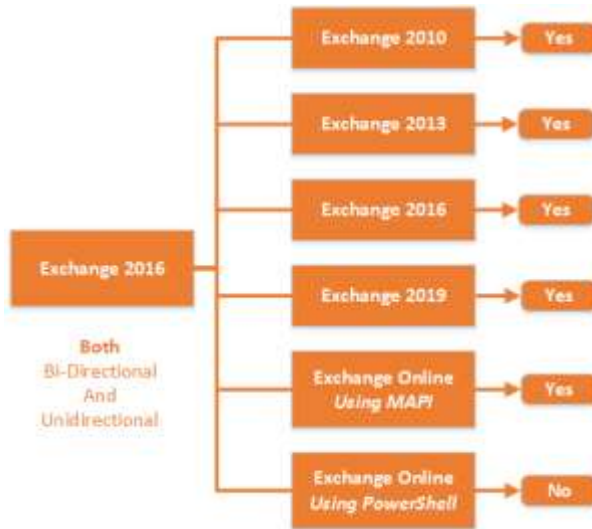 Exchange 2016
Both
Bi-Directional
And
Unidirectional
Exchange 2010
Yes
Exchange 2013
Yes
Exchange 2016
Yes
Exchange 2019
Yes
Exchange Online
Using MAPI
Yes
Exchange Online
Using PowerShell
No